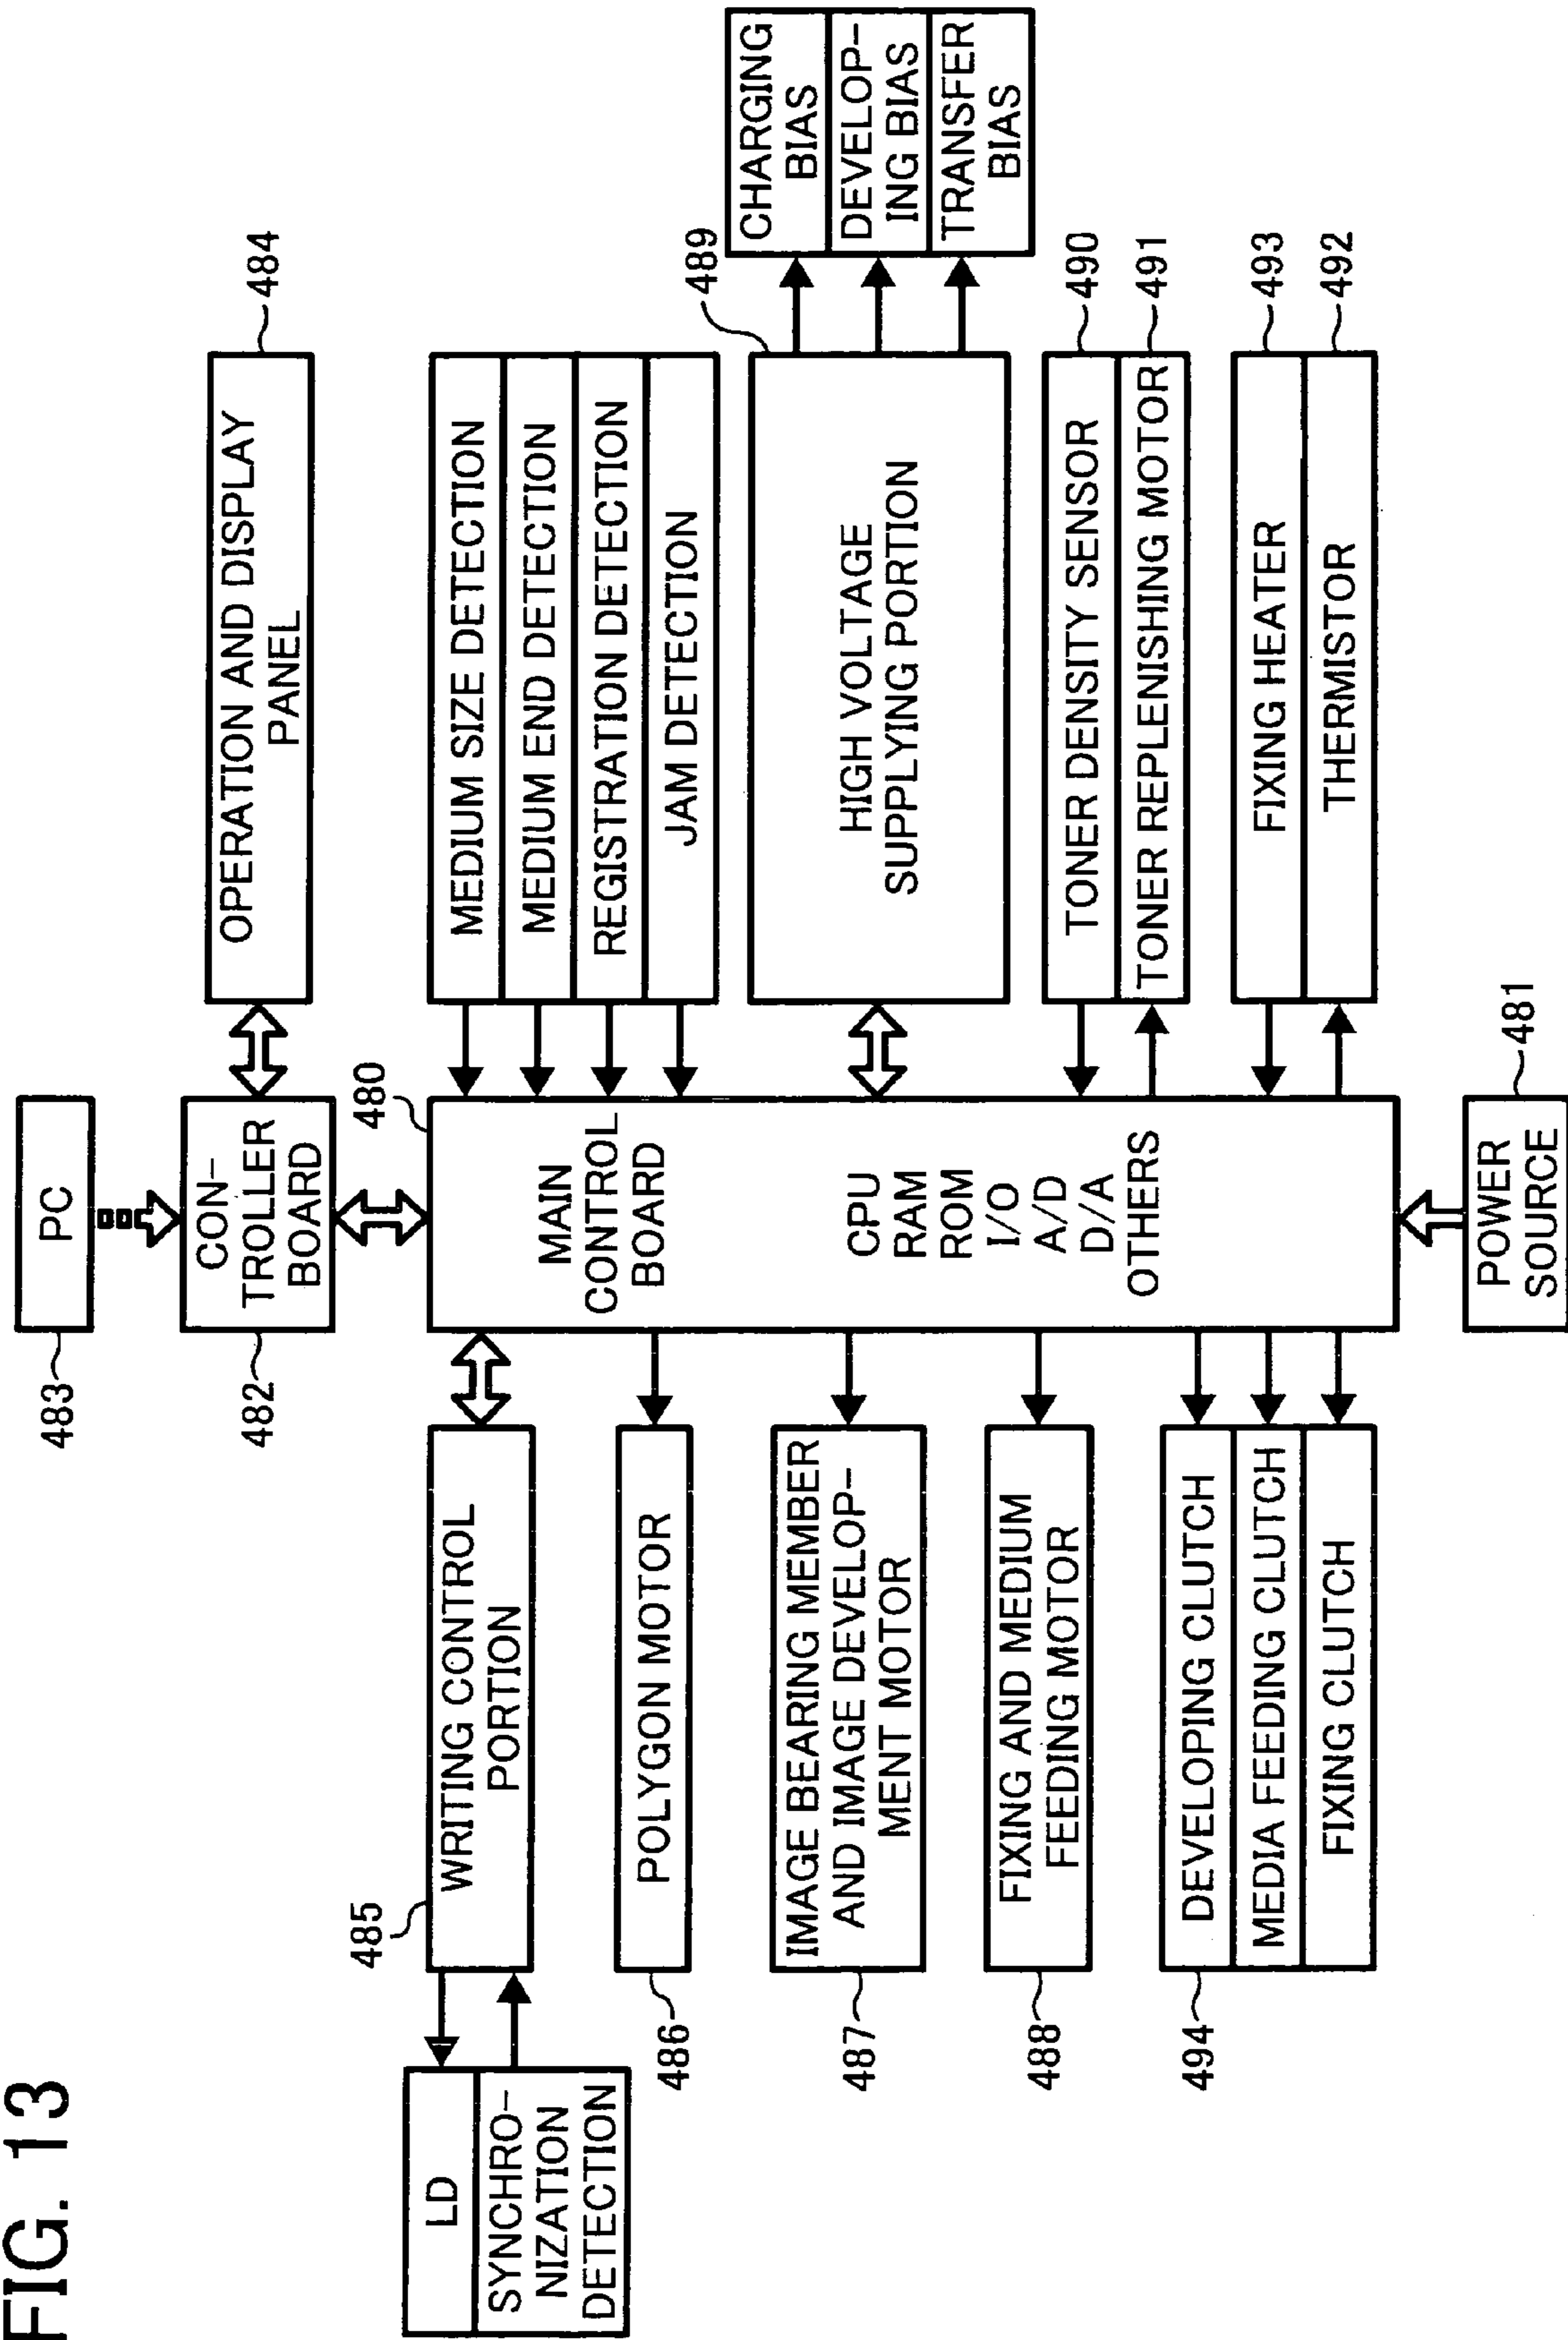 FIG. 13
483
PC
482
CON-
TROLLER
BOARD
OPERATION AND DISPLAY
PANEL
484
480
MAIN
CONTROL
BOARD
CPU
RAM
ROM
I/O
A/D
D/A
OTHERS
POWER
SOURCE
481
LD
SYNCHRO-
NIZATION
DETECTION
485
WRITING CONTROL
PORTION
486
POLYGON MOTOR
487
IMAGE BEARING MEMBER
AND IMAGE DEVELOP-
MENT MOTOR
488
FIXING AND MEDIUM
FEEDING MOTOR
494
DEVELOPING CLUTCH
MEDIA FEEDING CLUTCH
FIXING CLUTCH
MEDIUM SIZE DETECTION
MEDIUM END DETECTION
REGISTRATION DETECTION
JAM DETECTION
489
HIGH VOLTAGE
SUPPLYING PORTION
CHARGING
BIAS
DEVELOP-
ING BIAS
TRANSFER
BIAS
TONER DENSITY SENSOR
490
TONER REPLENISHING MOTOR
491
FIXING HEATER
493
THERMISTOR
492